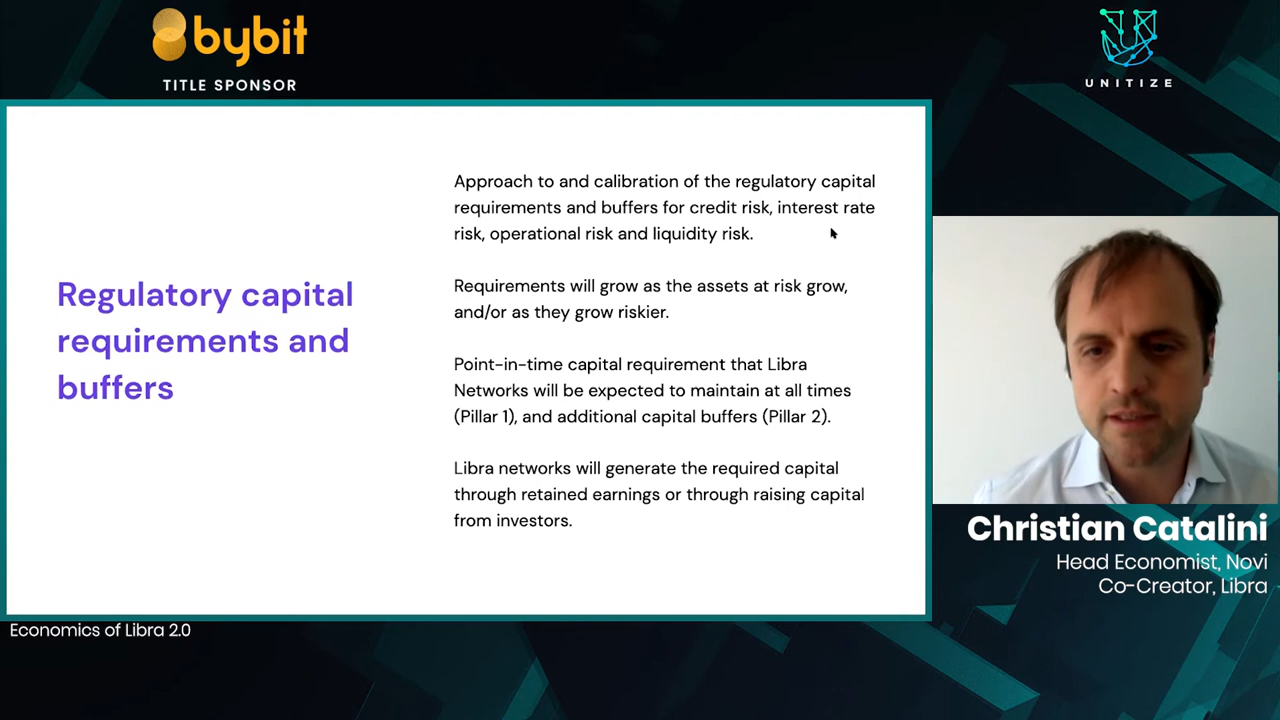 bybit
TITLE SPONSOR
UNITIZE
Regulatory capital
requirements and
buffers
Approach to and calibration of the regulatory capital
requirements and buffers for credit risk, interest rate
risk, operational risk and liquidity risk.
Requirements will grow as the assets at risk grow,
and/or as they grow riskier.
Point-in-time capital requirement that Libra
Networks will be expected to maintain at all times
(Pillar 1), and additional capital buffers (Pillar 2).
Libra networks will generate the required capital
through retained earnings or through raising capital
from investors.
Christian Catalini
Head Economist, Novi
Co-Creator, Libra
Economics of Libra 2.0